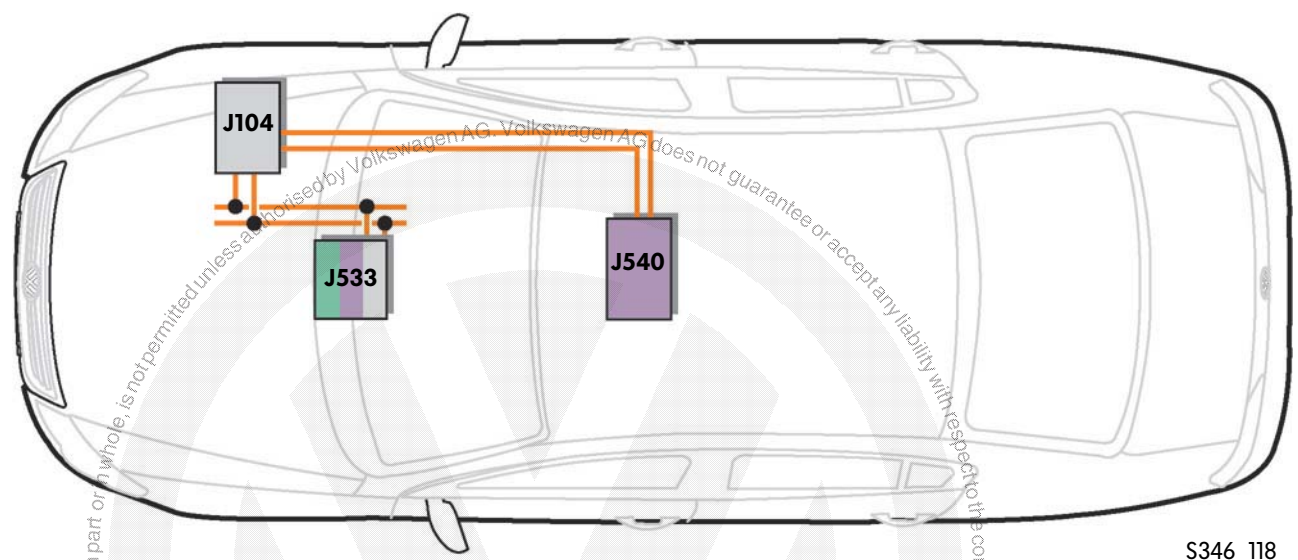 J104
J533
J540
n part or in whole, is not permitted unless authorised by Volkswagen AG. Volkswagen AG does not guarantee or accept any liability with respect to the co
S346_118